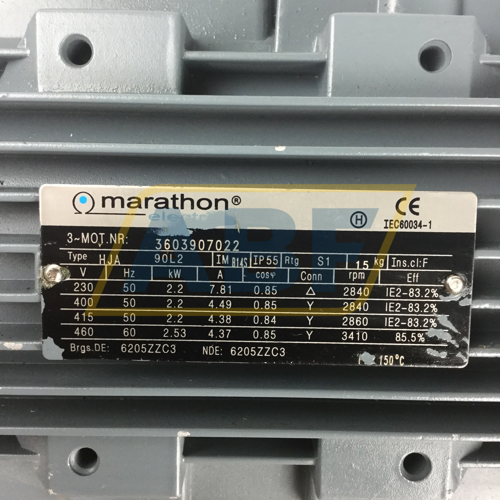 marathon®
electric
CE
H
IEC60034-1
3~MOT.NR: 3603907022
Type HJA 90L2 IM B14S IP55 Rtg S1 15 kg Ins.cl:F
V Hz kW A cosφ Conn rpm Eff
230 50 2.2 7.81 0.85 △ 2840 IE2-83.2%
400 50 2.2 4.49 0.85 Y 2840 IE2-83.2%
415 50 2.2 4.38 0.84 Y 2860 IE2-83.2%
460 60 2.53 4.37 0.85 Y 3410 85.5%
Brgs.DE: 6205ZZC3 NDE: 6205ZZC3
150°C
ABF